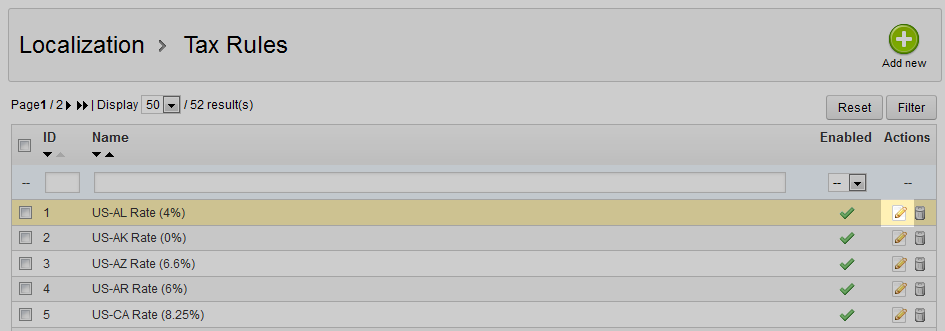 Localization > Tax Rules
Add new
Page1 / 2 | Display 50 / 52 result(s)
Reset Filter
ID Name Enabled Actions
-- -- --
1 US-AL Rate (4%)
2 US-AK Rate (0%)
3 US-AZ Rate (6.6%)
4 US-AR Rate (6%)
5 US-CA Rate (8.25%)